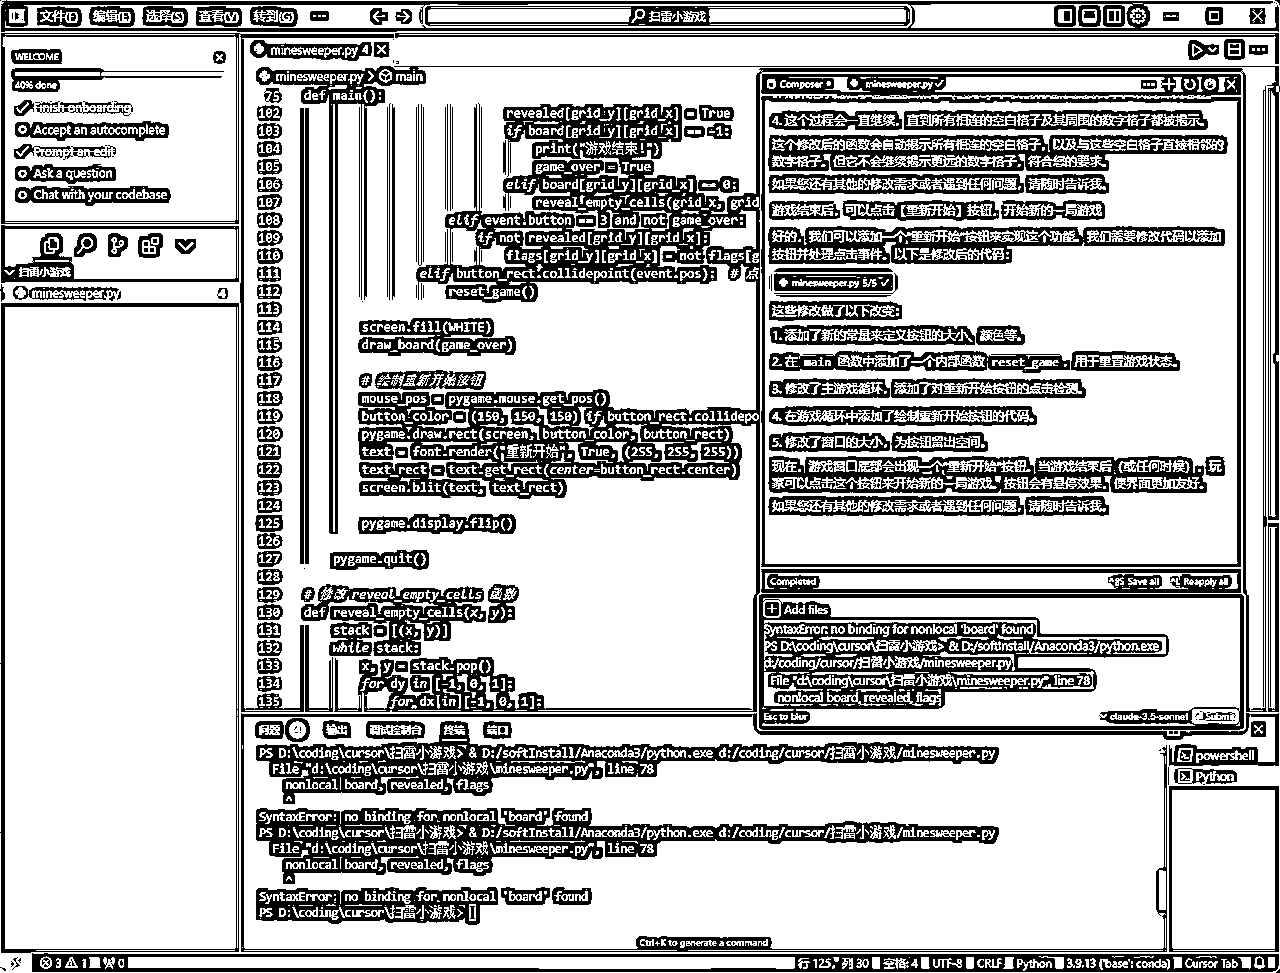 文件(F) 编辑(E) 选择(S) 查看(V) 转到(G) 扫雷小游戏
WELCOME
40% done
Finish onboarding
Accept an autocomplete
Prompt an edit
Ask a question
Chat with your codebase
扫雷小游戏
minesweeper.py 4
minesweeper.py 4
minesweeper.py > main
75 def main():
102 revealed[grid_y][grid_x] = True
103 if board[grid_y][grid_x] == -1:
104 print("游戏结束!")
105 game_over = True
106 elif board[grid_y][grid_x] == 0:
107 reveal_empty_cells(grid_x, grid
108 elif event.button == 3 and not game_over:
109 if not revealed[grid_y][grid_x]:
110 flags[grid_y][grid_x] = not flags[g
111 elif button_rect.collidepoint(event.pos): # 点
112 reset_game()
113
114 screen.fill(WHITE)
115 draw_board(game_over)
116
117 # 绘制重新开始按钮
118 mouse_pos = pygame.mouse.get_pos()
119 button_color = (150, 150, 150) if button_rect.collidepo
120 pygame.draw.rect(screen, button_color, button_rect)
121 text = font.render("重新开始", True, (255, 255, 255))
122 text_rect = text.get_rect(center=button_rect.center)
123 screen.blit(text, text_rect)
124
125 pygame.display.flip()
126
127 pygame.quit()
128
129 # 修改 reveal_empty_cells 函数
130 def reveal_empty_cells(x, y):
131 stack = [(x, y)]
132 while stack:
133 x, y = stack.pop()
134 for dy in [-1, 0, 1]:
135 for dx in [-1, 0, 1]:
Composer minesweeper.py
4. 这个过程会一直继续，直到所有相连的空白格子及其周围的数字格子都被揭示。
这个修改后的函数会自动揭示所有相连的空白格子，以及与这些空白格子直接相邻的
数字格子，但它不会继续揭示更远的数字格子，符合您的要求。
如果您还有其他的修改需求或者遇到任何问题，请随时告诉我。
游戏结束后，可以点击【重新开始】按钮，开始新的一局游戏
好的，我们可以添加一个"重新开始"按钮来实现这个功能。我们需要修改代码以添加
按钮并处理点击事件。以下是修改后的代码：
minesweeper.py 5/5
这些修改做了以下改变：
1. 添加了新的常量来定义按钮的大小、颜色等。
2. 在 main 函数中添加了一个内部函数 reset_game ，用于重置游戏状态。
3. 修改了主游戏循环，添加了对重新开始按钮的点击检测。
4. 在游戏循环中添加了绘制重新开始按钮的代码。
5. 修改了窗口的大小，为按钮留出空间。
现在，游戏窗口底部会出现一个"重新开始"按钮。当游戏结束后（或任何时候），玩
家可以点击这个按钮来开始新的一局游戏。按钮会有悬停效果，使界面更加友好。
如果您还有其他的修改需求或者遇到任何问题，请随时告诉我。
Completed Save all Reapply all
Add files
SyntaxError: no binding for nonlocal 'board' found
PS D:\coding\cursor\扫雷小游戏> & D:/softInstall/Anaconda3/python.exe
d:/coding/cursor/扫雷小游戏/minesweeper.py
File "d:\coding\cursor\扫雷小游戏\minesweeper.py", line 78
nonlocal board, revealed, flags
Esc to blur claude-3.5-sonnet Submit
问题 4 输出 调试控制台 终端 端口
PS D:\coding\cursor\扫雷小游戏> & D:/softInstall/Anaconda3/python.exe d:/coding/cursor/扫雷小游戏/minesweeper.py
File "d:\coding\cursor\扫雷小游戏\minesweeper.py", line 78
nonlocal board, revealed, flags
^
SyntaxError: no binding for nonlocal 'board' found
PS D:\coding\cursor\扫雷小游戏> & D:/softInstall/Anaconda3/python.exe d:/coding/cursor/扫雷小游戏/minesweeper.py
File "d:\coding\cursor\扫雷小游戏\minesweeper.py", line 78
nonlocal board, revealed, flags
^
SyntaxError: no binding for nonlocal 'board' found
PS D:\coding\cursor\扫雷小游戏>
powershell
Python
Ctrl+K to generate a command
3 1 0 行 125，列 30 空格: 4 UTF-8 CRLF Python 3.9.13 ('base': conda) Cursor Tab